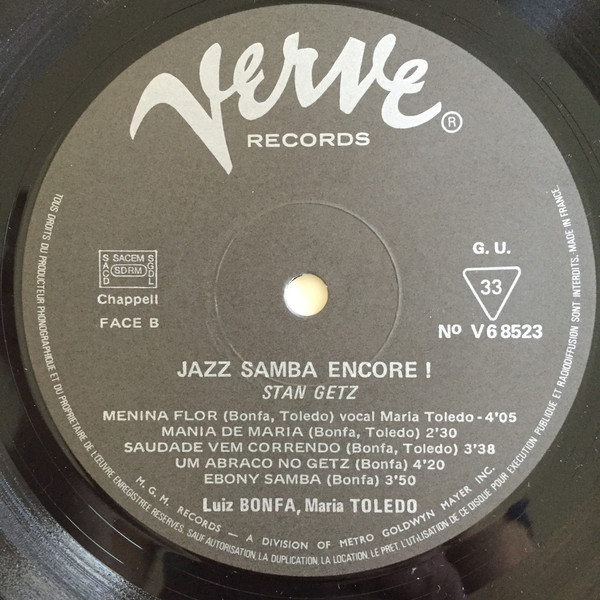 Verve
®
RECORDS
SACEM
SACD SDRM SGDL
Chappell
FACE B
G. U.
33
Nº V6 8523
JAZZ SAMBA ENCORE !
STAN GETZ
MENINA FLOR (Bonfa, Toledo) vocal Maria Toledo - 4'05
MANIA DE MARIA (Bonfa, Toledo) 2'30
SAUDADE VEM CORRENDO (Bonfa, Toledo) 3'38
UM ABRACO NO GETZ (Bonfa) 4'20
EBONY SAMBA (Bonfa) 3'50
Luiz BONFA, Maria TOLEDO
M. G. M. RECORDS — A DIVISION OF METRO GOLDWYN MAYER INC.
TOUS DROITS DU PRODUCTEUR PHONOGRAPHIQUE ET DU PROPRIETAIRE DE L'ŒUVRE ENREGISTREE RESERVES. SAUF AUTORISATION, LA DUPLICATION, LA LOCATION, LE PRET, L'UTILISATION DE CE DISQUE POUR EXECUTION PUBLIQUE ET RADIODIFFUSION SONT INTERDITS. MADE IN FRANCE.